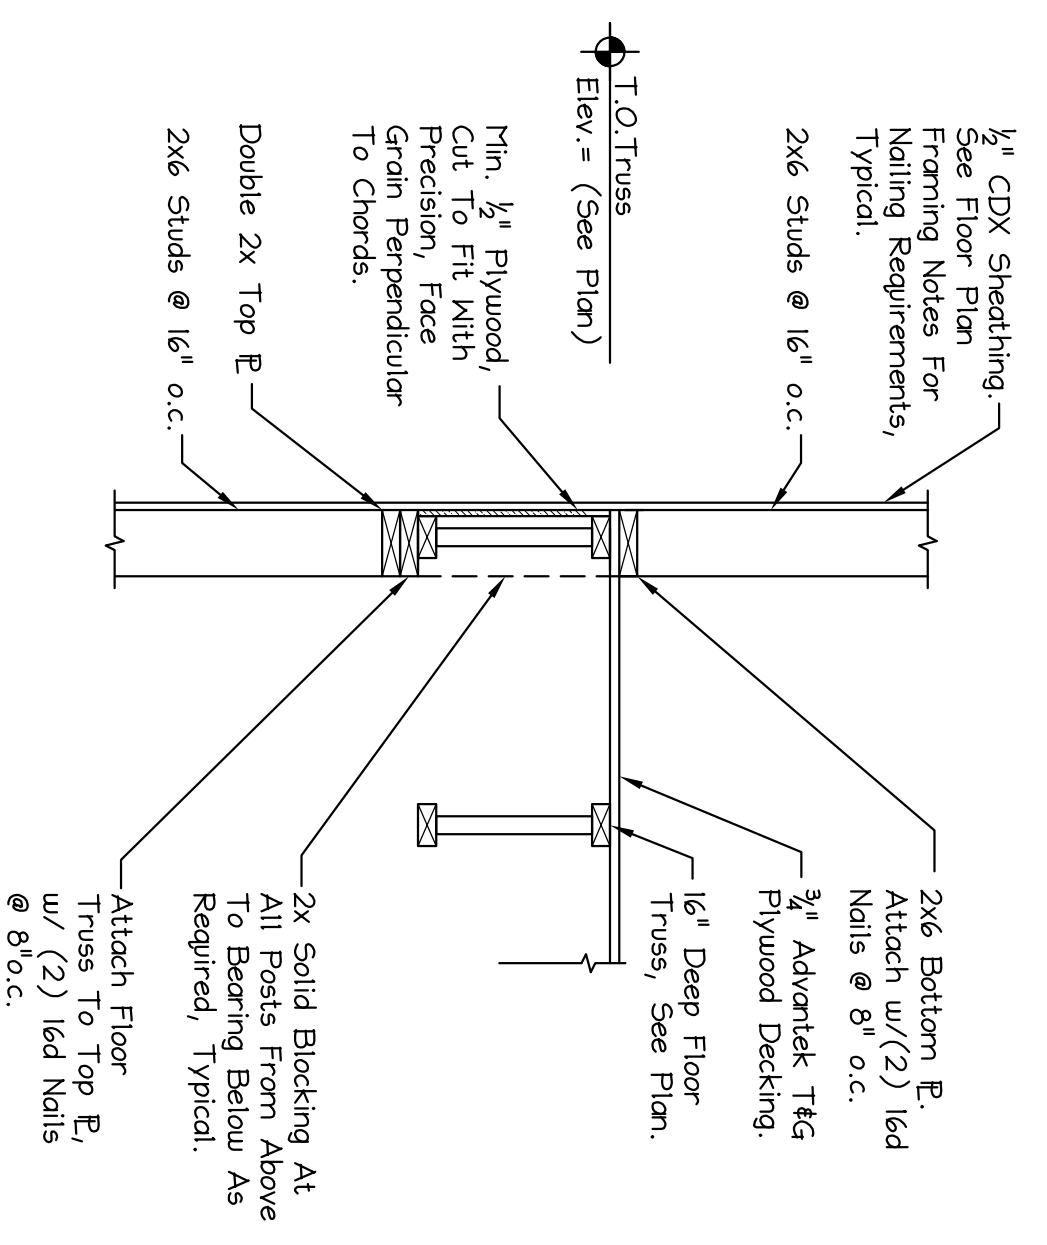 ½" CDX Sheathing.
See Floor Plan
Framing Notes For
Nailing Requirements,
Typical.
2x6 Studs @ 16" o.c.
T.O.Truss
Elev.= (See Plan)
Min. ½" Plywood,
Cut To Fit With
Precision, Face
Grain Perpendicular
To Chords.
Double 2x Top ⅊
2x6 Studs @ 16" o.c.
2x6 Bottom ⅊.
Attach w/(2) 16d
Nails @ 8" o.c.
¾" Advantek T&G
Plywood Decking.
16" Deep Floor
Truss, See Plan.
2x Solid Blocking At
All Posts From Above
To Bearing Below As
Required, Typical.
Attach Floor
Truss To Top ⅊,
w/ (2) 16d Nails
@ 8"o.c.